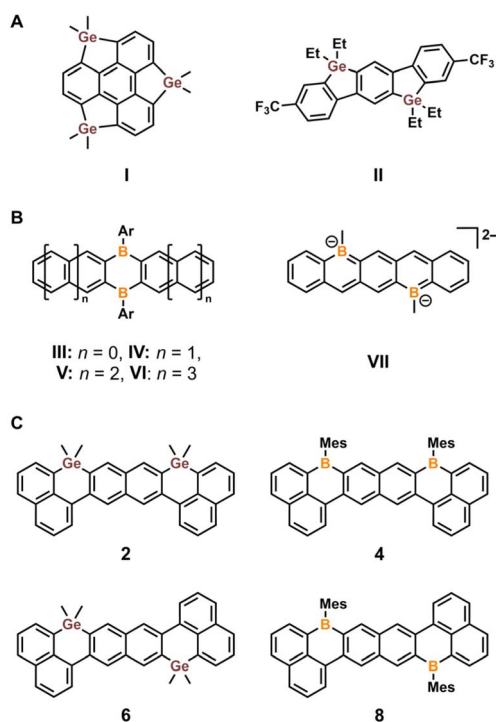 A
Ge
Ge
Ge
I
Et
Et
Ge
CF₃
F₃C
Ge
Et
Et
II
B
Ar
B
n
n
B
Ar
III: n = 0, IV: n = 1,
V: n = 2, VI: n = 3
⊖
B
2–
B
⊖
VII
C
Ge
Ge
2
Mes
Mes
B
B
4
Ge
Ge
6
Mes
B
B
Mes
8